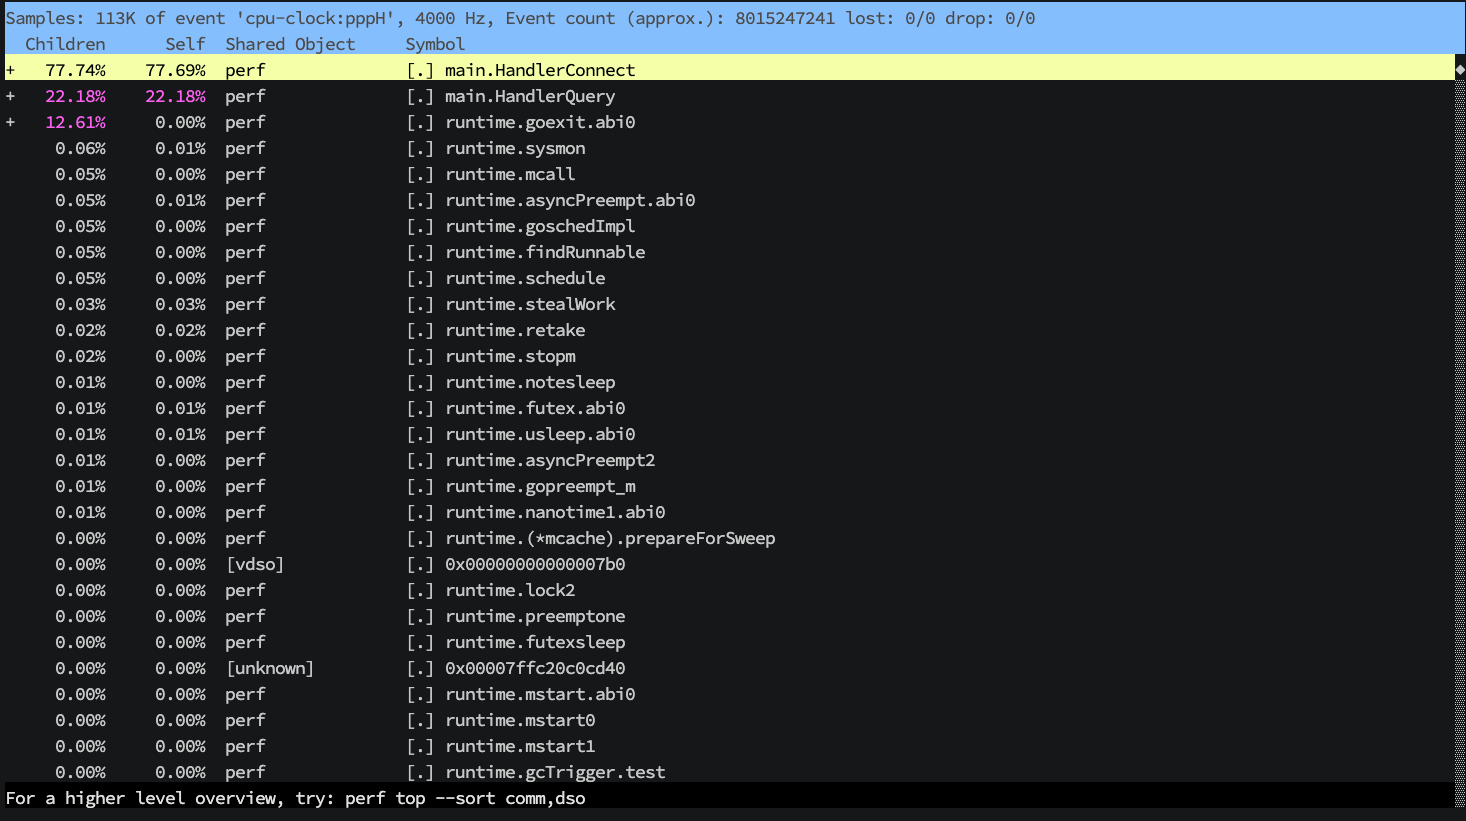 Samples: 113K of event 'cpu-clock:pppH', 4000 Hz, Event count (approx.): 8015247241 lost: 0/0 drop: 0/0
Children Self Shared Object Symbol
+ 77.74% 77.69% perf [.] main.HandlerConnect
+ 22.18% 22.18% perf [.] main.HandlerQuery
+ 12.61% 0.00% perf [.] runtime.goexit.abi0
0.06% 0.01% perf [.] runtime.sysmon
0.05% 0.00% perf [.] runtime.mcall
0.05% 0.01% perf [.] runtime.asyncPreempt.abi0
0.05% 0.00% perf [.] runtime.goschedImpl
0.05% 0.00% perf [.] runtime.findRunnable
0.05% 0.00% perf [.] runtime.schedule
0.03% 0.03% perf [.] runtime.stealWork
0.02% 0.02% perf [.] runtime.retake
0.02% 0.00% perf [.] runtime.stopm
0.01% 0.00% perf [.] runtime.notesleep
0.01% 0.01% perf [.] runtime.futex.abi0
0.01% 0.01% perf [.] runtime.usleep.abi0
0.01% 0.00% perf [.] runtime.asyncPreempt2
0.01% 0.00% perf [.] runtime.gopreempt_m
0.01% 0.00% perf [.] runtime.nanotime1.abi0
0.00% 0.00% perf [.] runtime.(*mcache).prepareForSweep
0.00% 0.00% [vdso] [.] 0x00000000000007b0
0.00% 0.00% perf [.] runtime.lock2
0.00% 0.00% perf [.] runtime.preemptone
0.00% 0.00% perf [.] runtime.futexsleep
0.00% 0.00% [unknown] [.] 0x00007ffc20c0cd40
0.00% 0.00% perf [.] runtime.mstart.abi0
0.00% 0.00% perf [.] runtime.mstart0
0.00% 0.00% perf [.] runtime.mstart1
0.00% 0.00% perf [.] runtime.gcTrigger.test
For a higher level overview, try: perf top --sort comm,dso